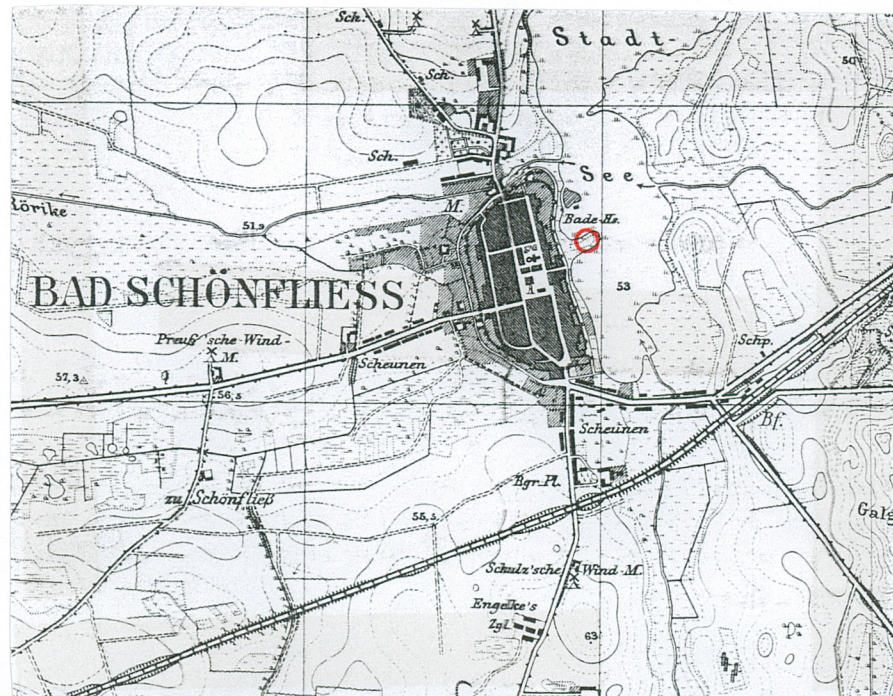 Sch.
Stadt-
50
Sch.
Sch.
See
Rörike
M.
51,9
Bade-Hs.
BAD SCHÖNFLIESS
53
Preuß'sche Wind-
M.
Schp.
57,3
Scheunen
56,5
Scheunen
Bf.
zu Schönfließ
Bgr. Pl.
55,5
Schulz'sche Wind-M.
Engelke's
Zgl.
63